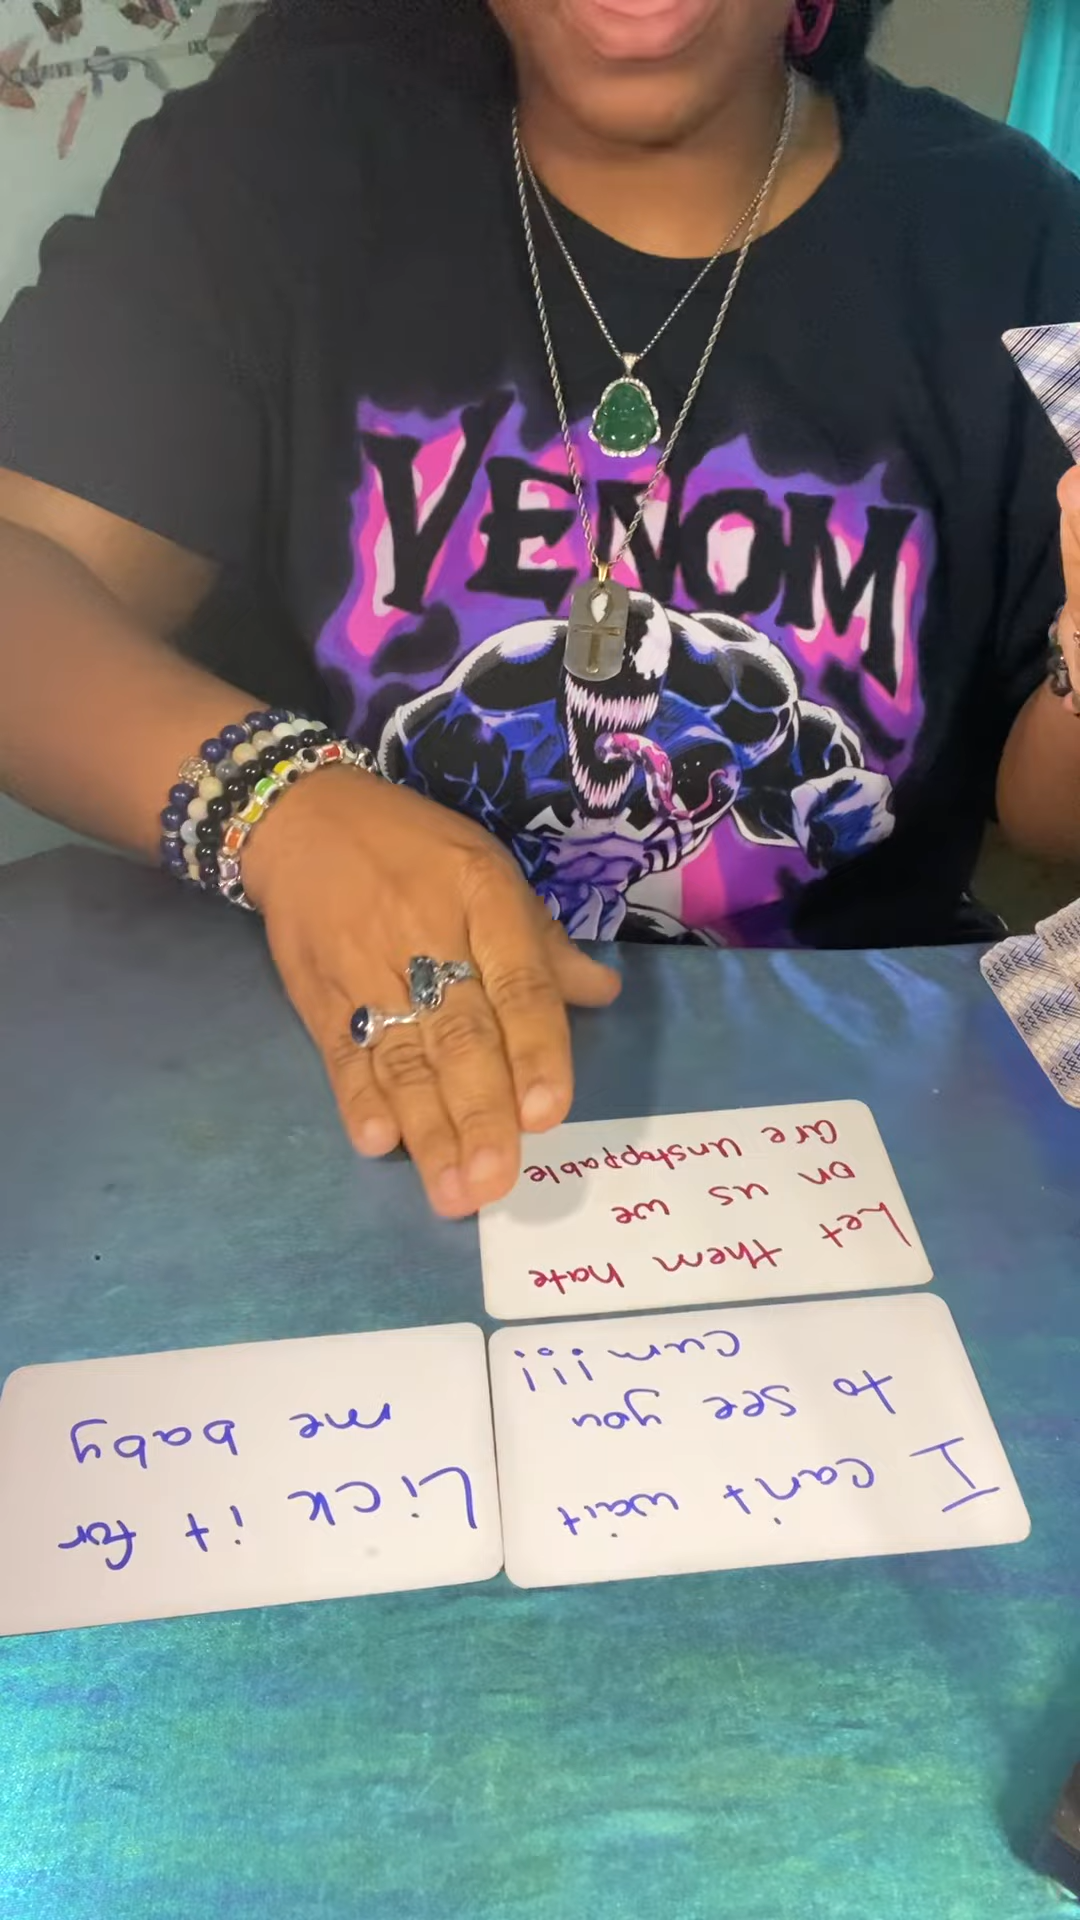 VENOM
Let them hate
on us we
are unstoppable
I can't wait
to see you
cum!!!
Lick it for
me baby